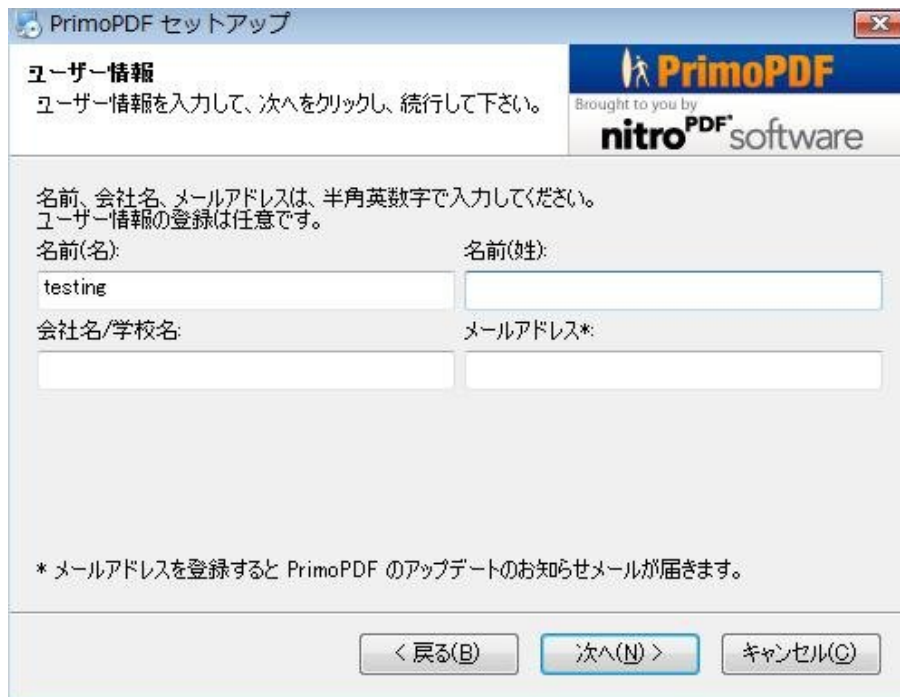 PrimoPDF セットアップ
ユーザー情報
ユーザー情報を入力して、次へをクリックし、続行して下さい。
PrimoPDF
Brought to you by
nitroPDF® software
名前、会社名、メールアドレスは、半角英数字で入力してください。
ユーザー情報の登録は任意です。
名前(名):
名前(姓):
testing
会社名/学校名:
メールアドレス*:
* メールアドレスを登録すると PrimoPDF のアップデートのお知らせメールが届きます。
< 戻る(B)
次へ(N) >
キャンセル(C)